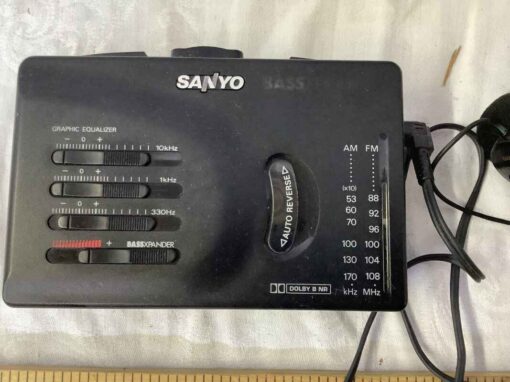 SANYO BASS
GRAPHIC EQUALIZER
− 0 +
10kHz
− 0 +
1kHz
− 0 +
330Hz
+ BASSXPANDER
◁AUTO REVERSE▷
AM FM
(x10)
53 88
60 92
70 96
100 100
130 104
170 108
kHz MHz
DOLBY B NR